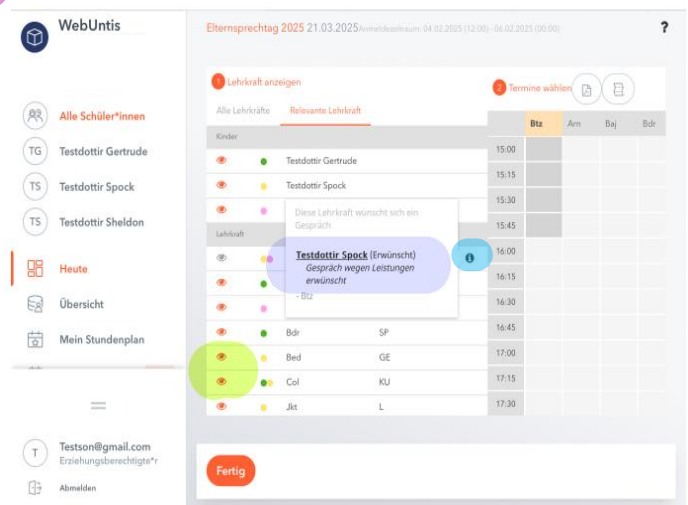 WebUntis
Alle Schüler*innen
TG Testdottir Gertrude
TS Testdottir Spock
TS Testdottir Sheldon
Heute
Übersicht
Mein Stundenplan
T Testson@gmail.com
Erziehungsberechtigte*r
Abmelden
Elternsprechtag 2025 21.03.2025 Anmeldezeitraum: 04.02.2025 (12:00) - 06.02.2025 (00:00) ?
1 Lehrkraft anzeigen
Alle Lehrkräfte Relevante Lehrkraft
Kinder
Testdottir Gertrude
Testdottir Spock
Diese Lehrkraft wünscht sich ein
Gespräch
Lehrkraft
Testdottir Spock (Erwünscht)
Gespräch wegen Leistungen
erwünscht
- Btz
Bdr SP
Bed GE
Col KU
Jkt L
2 Termine wählen
Btz Arn Baj Bdr
15:00
15:15
15:30
15:45
16:00
16:15
16:30
16:45
17:00
17:15
17:30
Fertig